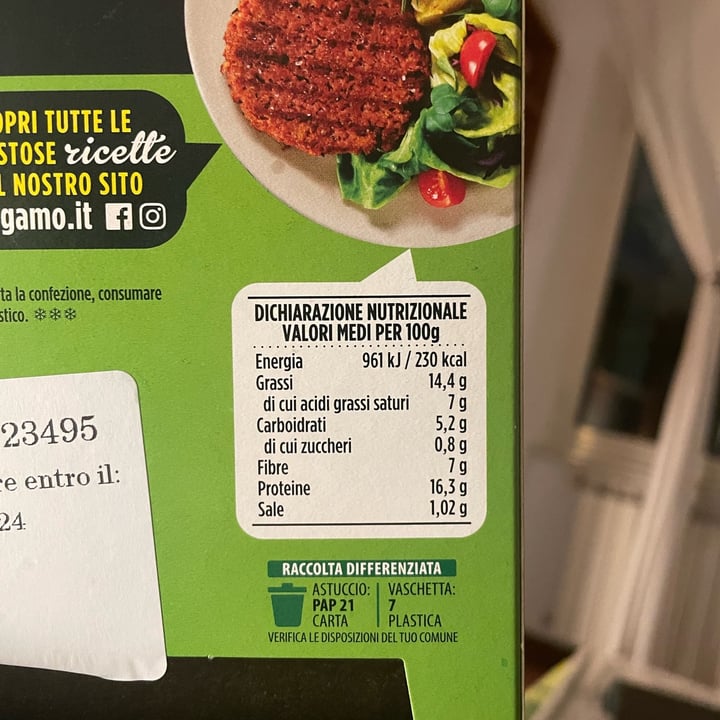 OPRI TUTTE LE
STOSE ricette
L NOSTRO SITO
gamo.it
ta la confezione, consumare
stico. ***
23495
re entro il:
24
DICHIARAZIONE NUTRIZIONALE
VALORI MEDI PER 100g
Energia 961 kJ / 230 kcal
Grassi 14,4 g
di cui acidi grassi saturi 7 g
Carboidrati 5,2 g
di cui zuccheri 0,8 g
Fibre 7 g
Proteine 16,3 g
Sale 1,02 g
RACCOLTA DIFFERENZIATA
ASTUCCIO: VASCHETTA:
PAP 21 7
CARTA PLASTICA
VERIFICA LE DISPOSIZIONI DEL TUO COMUNE